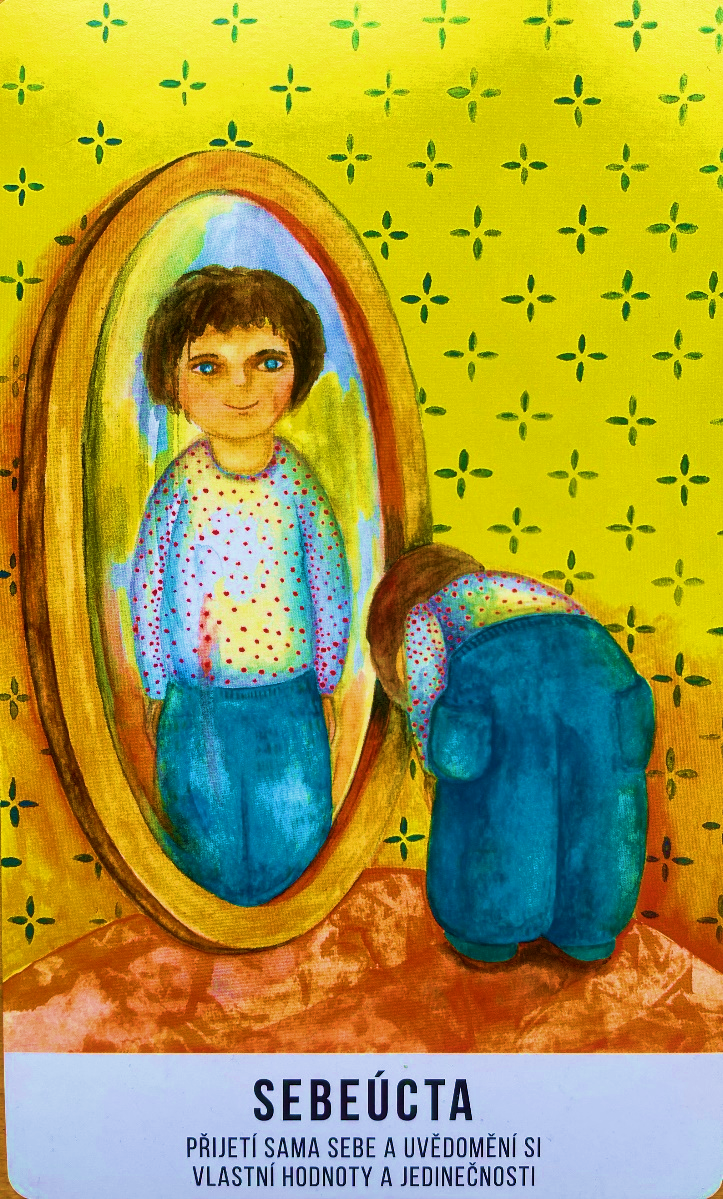 SEBEÚCTA
PŘIJETÍ SAMA SEBE A UVĚDOMĚNÍ SI
VLASTNÍ HODNOTY A JEDINEČNOSTI